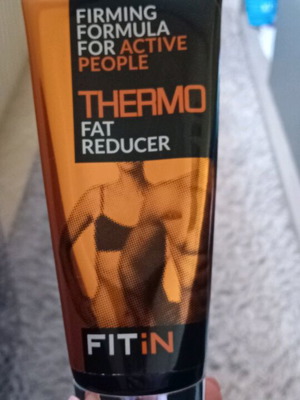 FIRMING
FORMULA
FOR ACTIVE
PEOPLE
THERMO
FAT
REDUCER
FITiN